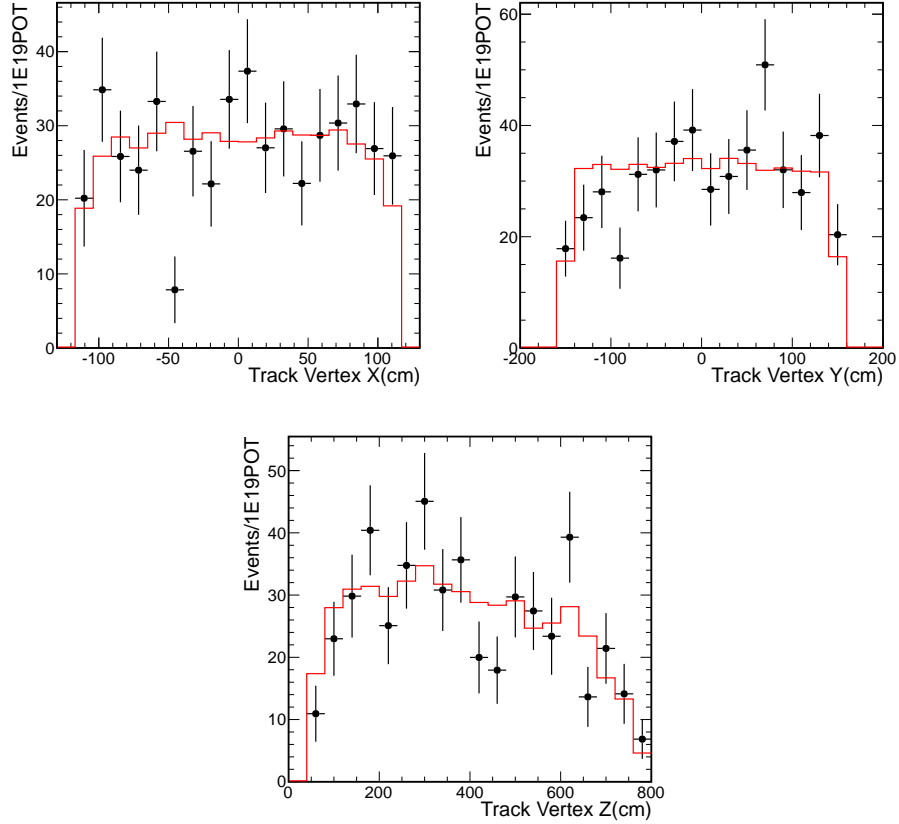 Events/1E19POT
40
30
20
10
0
-100 -50 0 50 100
Track Vertex X(cm)
Events/1E19POT
60
40
20
0
-200 -100 0 100 200
Track Vertex Y(cm)
Events/1E19POT
50
40
30
20
10
0
0 200 400 600 800
Track Vertex Z(cm)